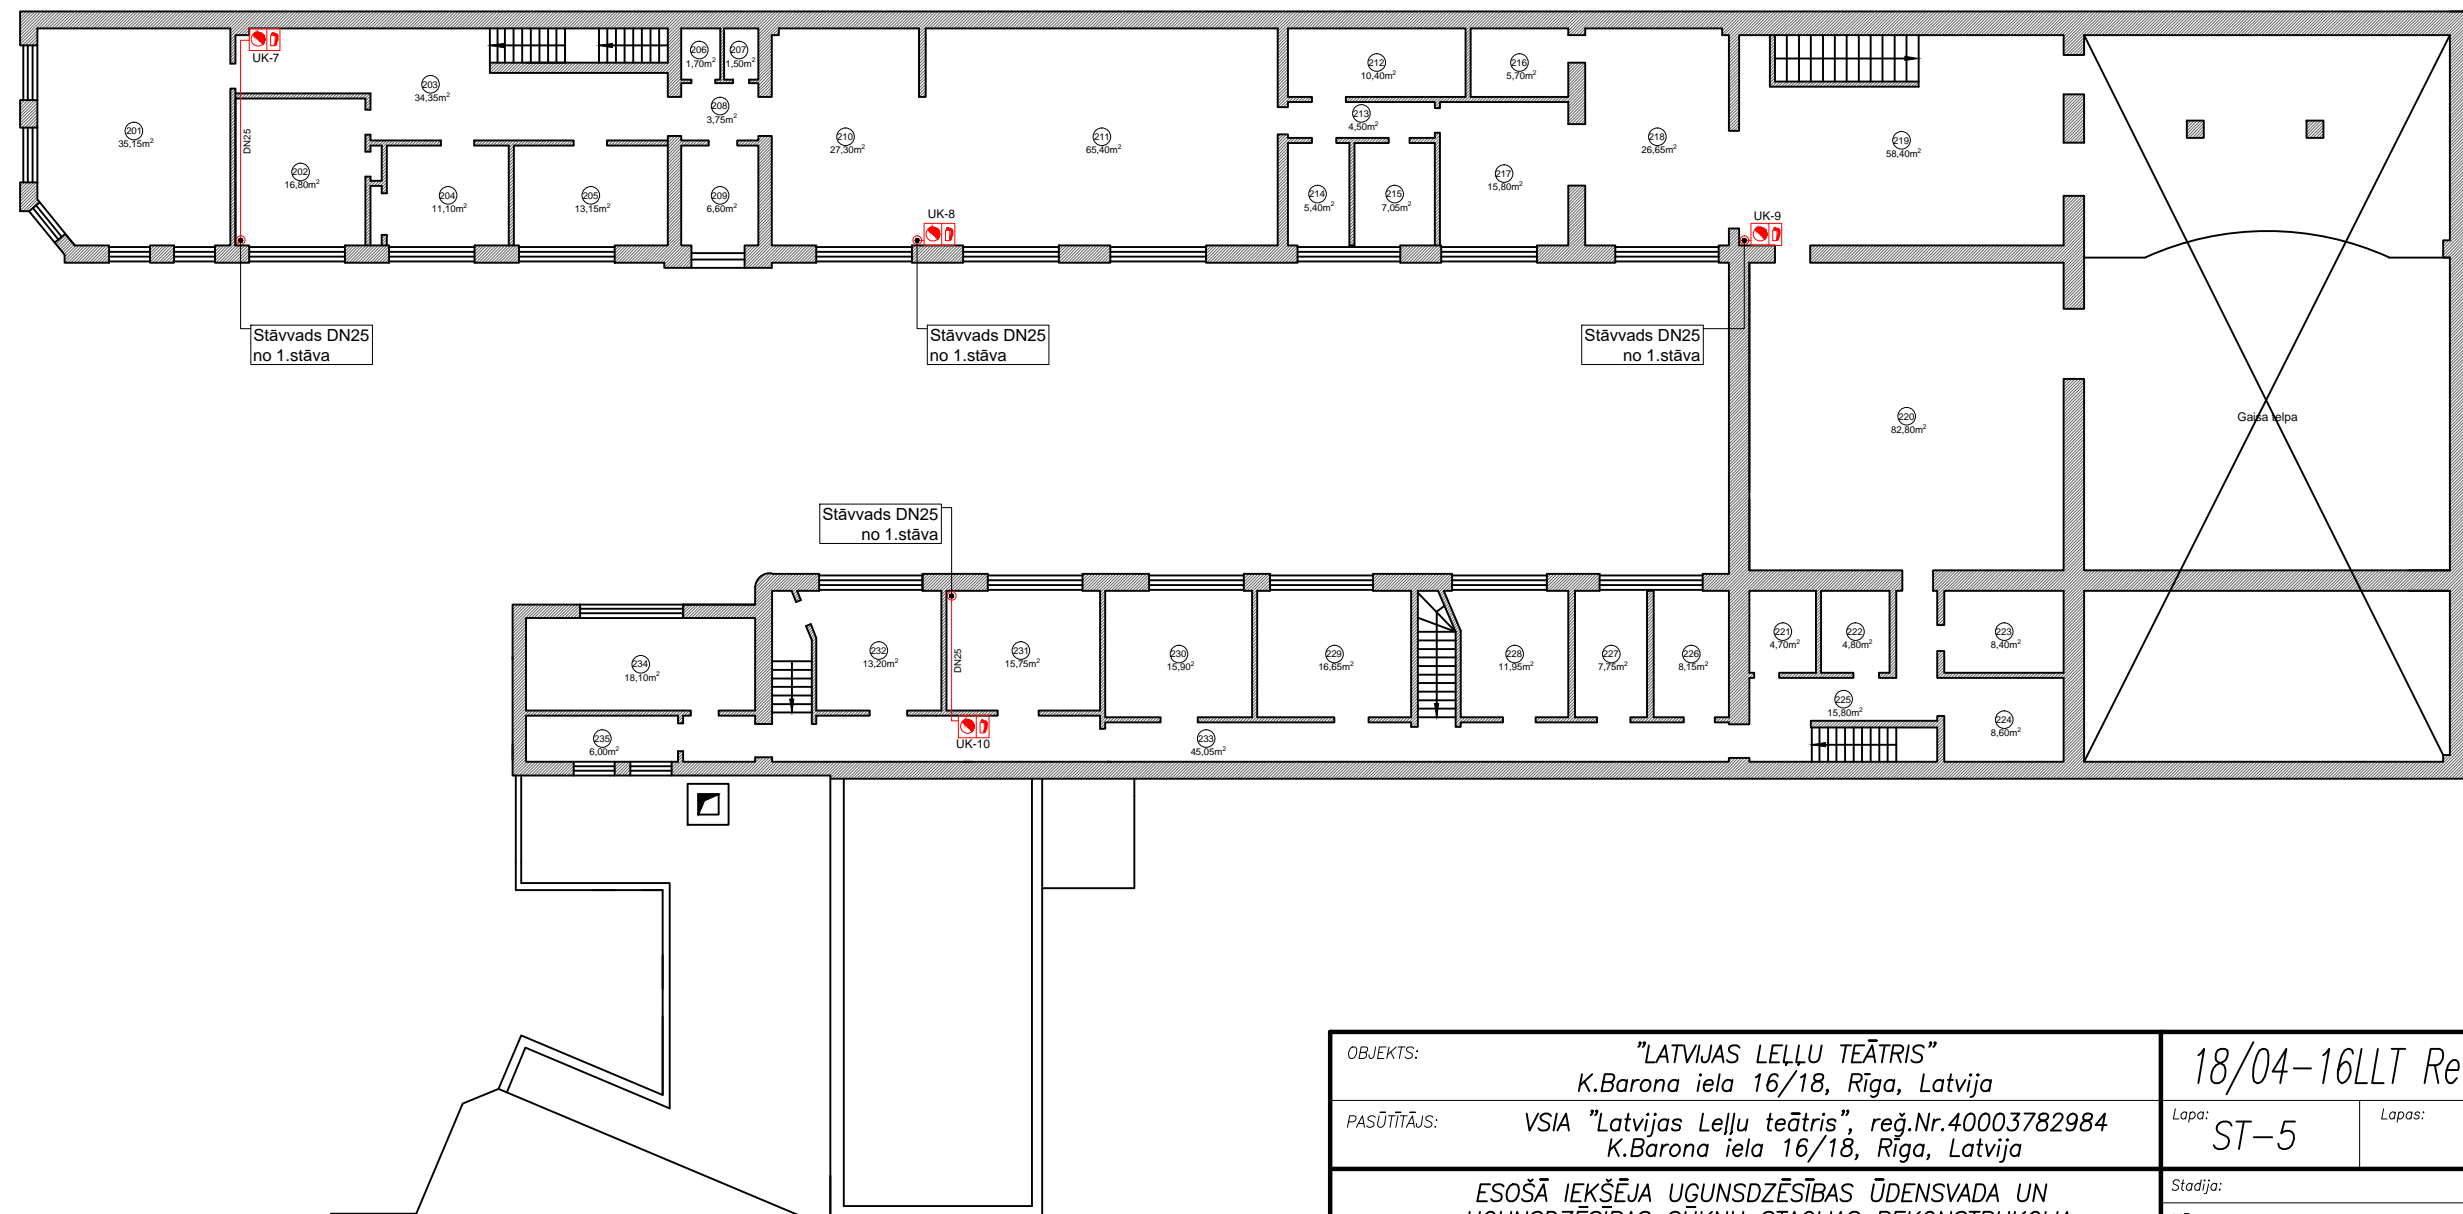 UK-7
206
1,70m²
207
1,50m²
203
34,35m²
208
3,75m²
201
35,15m²
DN25
202
16,80m²
204
11,10m²
205
13,15m²
209
6,60m²
210
27,30m²
211
65,40m²
212
10,40m²
216
5,70m²
213
4,50m²
214
5,40m²
215
7,05m²
217
15,80m²
218
26,65m²
219
58,40m²
UK-8
UK-9
Stāvvads DN25
no 1.stāva
Stāvvads DN25
no 1.stāva
Stāvvads DN25
no 1.stāva
220
82,80m²
Gaisa telpa
Stāvvads DN25
no 1.stāva
234
18,10m²
232
13,20m²
DN25
231
15,75m²
230
15,90²
229
16,65m²
228
11,95m²
227
7,75m²
226
8,15m²
221
4,70m²
222
4,80m²
223
8,40m²
225
15,80m²
224
8,60m²
235
6,00m²
UK-10
233
45,05m²
OBJEKTS:
"LATVIJAS LEĻĻU TEĀTRIS"
K.Barona iela 16/18, Rīga, Latvija
18/04-16LLT Re
PASŪTĪTĀJS:
VSIA "Latvijas Leļļu teātris", reģ.Nr.40003782984
K.Barona iela 16/18, Rīga, Latvija
Lapa:
ST-5
Lapas:
ESOŠĀ IEKŠĒJA UGUNSDZĒSĪBAS ŪDENSVADA UN
UGUNSDZĒSĪBAS SŪKŅU STACIJAS REKONSTRUKCIJA
Stadija: